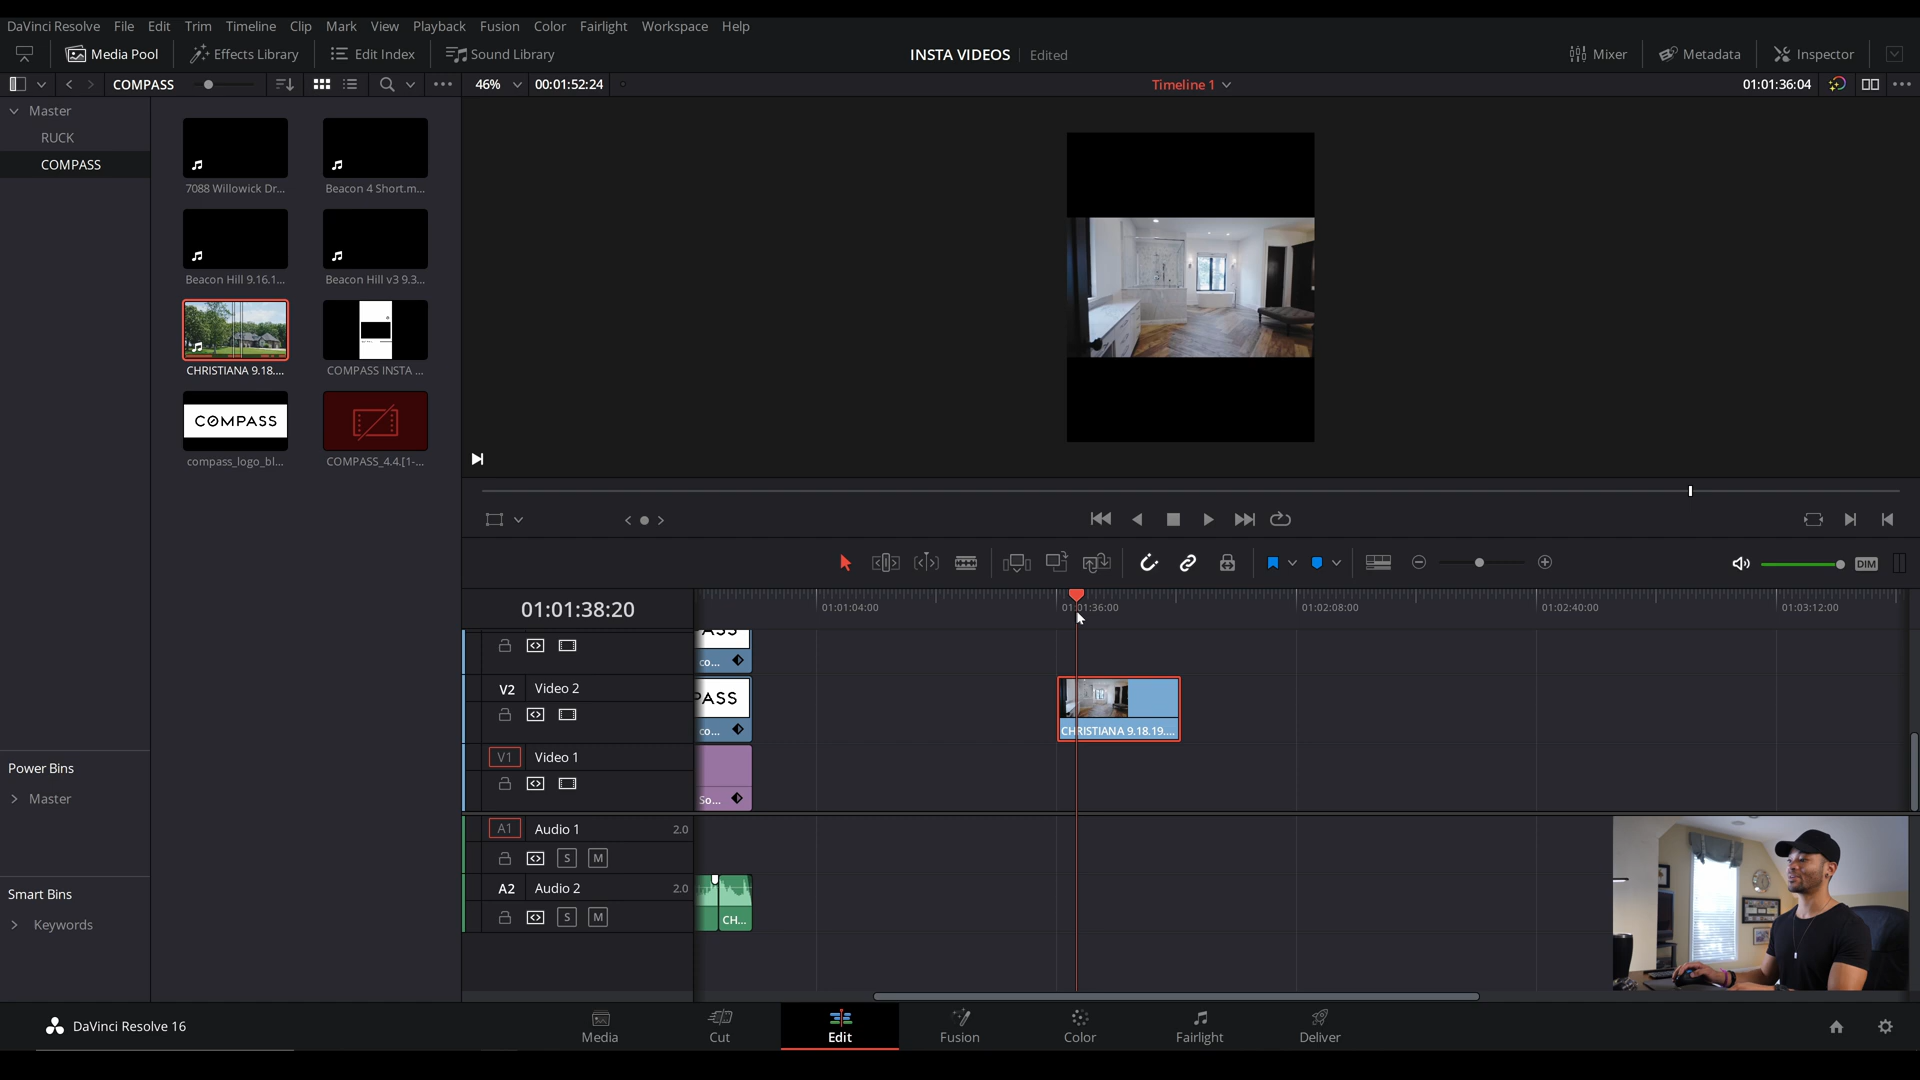 DaVinci Resolve File Edit Trim Timeline Clip Mark View Playback Fusion Color Fairlight Workspace Help
Media Pool Effects Library Edit Index Sound Library INSTA VIDEOS Edited Mixer Metadata Inspector
COMPASS 46% 00:01:52:24 Timeline 1 01:01:36:04
Master
RUCK
COMPASS
7088 Willowick Dr... Beacon 4 Short.m...
Beacon Hill 9.16.1... Beacon Hill v3 9.3...
CHRISTIANA 9.18.... COMPASS INSTA ...
COMPASS
compass_logo_bl... COMPASS_4.4.[1-...
DIM
01:01:38:20
01:01:04:00 01:01:36:00 01:02:08:00 01:02:40:00 01:03:12:00
ASS
co...
V2 Video 2
PASS
co... CHRISTIANA 9.18.19....
V1 Video 1
So...
A1 Audio 1 2.0
S M
A2 Audio 2 2.0
S M CH...
Power Bins
Master
Smart Bins
Keywords
DaVinci Resolve 16
Media Cut Edit Fusion Color Fairlight Deliver